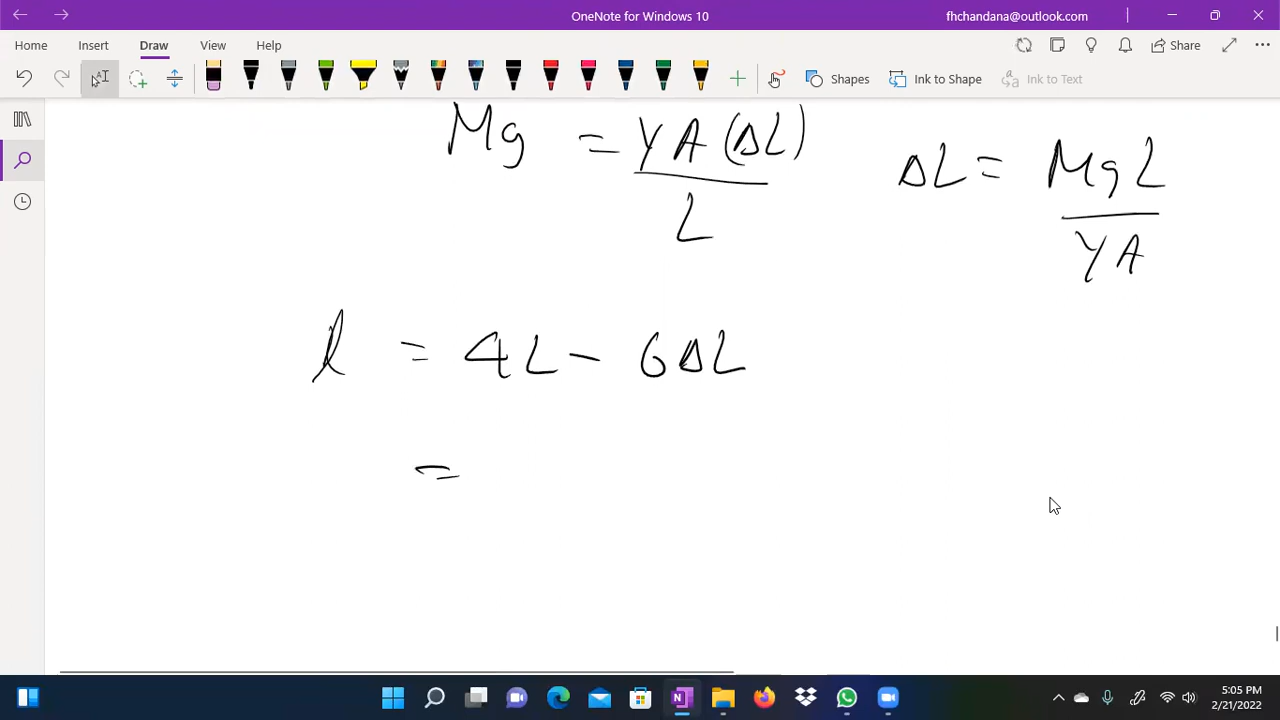 OneNote for Windows 10
fhchandana@outlook.com
Home Insert Draw View Help
Share
Shapes
Ink to Shape
Ink to Text
Mg = YA(ΔL) / L
ΔL = MgL / YA
l = 4L - 6ΔL
=
5:05 PM
2/21/2022